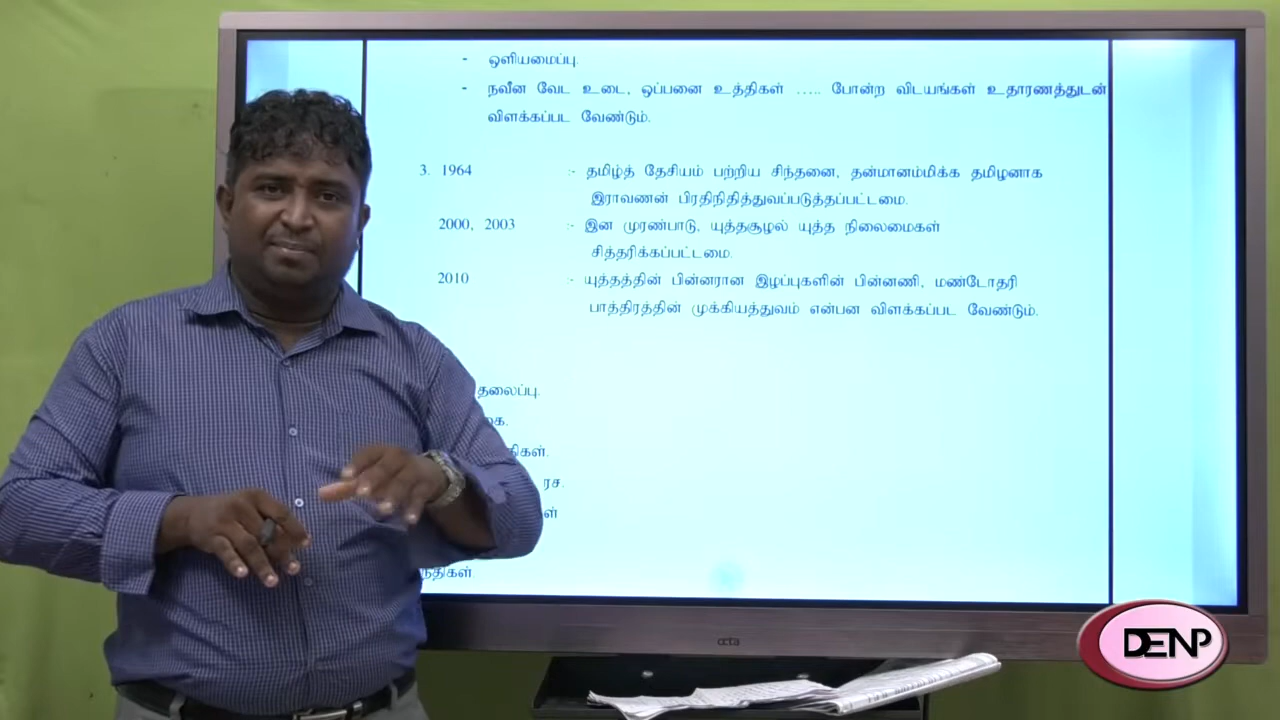 - ஒளியமைப்பு.
- நவீன வேட உடை, ஒப்பனை உத்திகள் ..... போன்ற விடயங்கள் உதாரணத்துடன்
விளக்கப்பட வேண்டும்.
3. 1964 :- தமிழ்த் தேசியம் பற்றிய சிந்தனை, தன்மானம்மிக்க தமிழனாக
இராவணன் பிரதிநிதித்துவப்படுத்தப்பட்டமை.
2000, 2003 :- இன முரண்பாடு, யுத்தசூழல் யுத்த நிலைமைகள்
சித்தரிக்கப்பட்டமை.
2010 :- யுத்தத்தின் பின்னரான இழப்புகளின் பின்னணி, மண்டோதரி
பாத்திரத்தின் முக்கியத்துவம் என்பன விளக்கப்பட வேண்டும்.
தலைப்பு.
ரச.
DENP